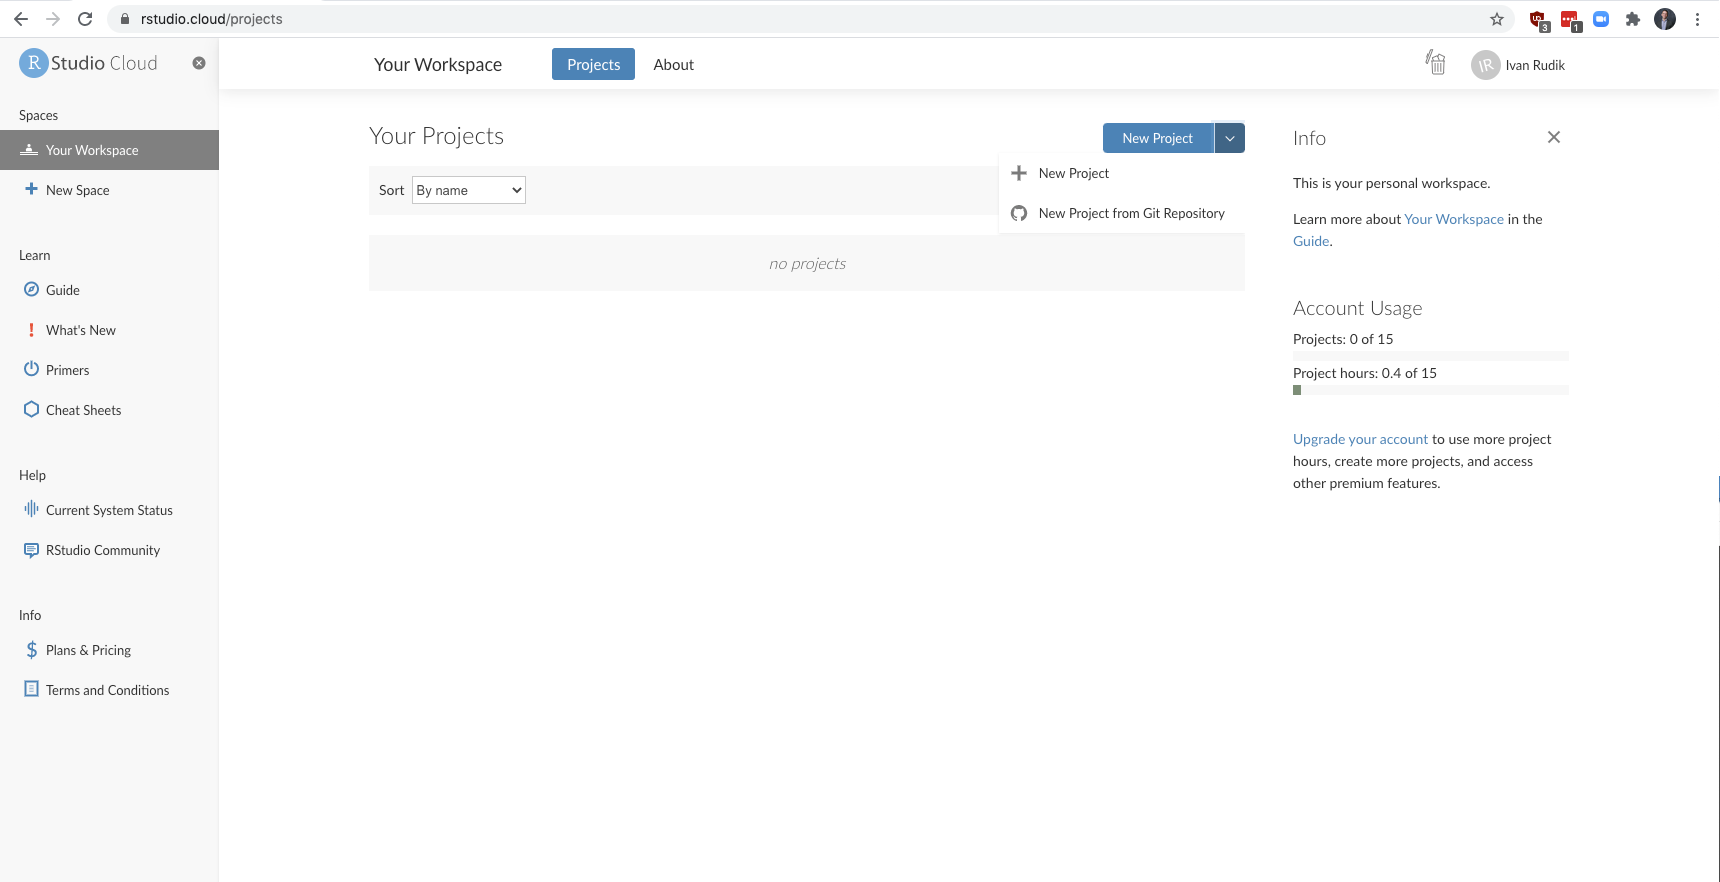 rstudio.cloud/projects
3
1
R Studio Cloud
Your Workspace
Projects
About
IR
Ivan Rudik
Spaces
Your Workspace
New Space
Learn
Guide
What's New
Primers
Cheat Sheets
Help
Current System Status
RStudio Community
Info
Plans & Pricing
Terms and Conditions
Your Projects
New Project
New Project
New Project from Git Repository
Sort
By name
no projects
Info
This is your personal workspace.
Learn more about Your Workspace in the
Guide.
Account Usage
Projects: 0 of 15
Project hours: 0.4 of 15
Upgrade your account to use more project
hours, create more projects, and access
other premium features.